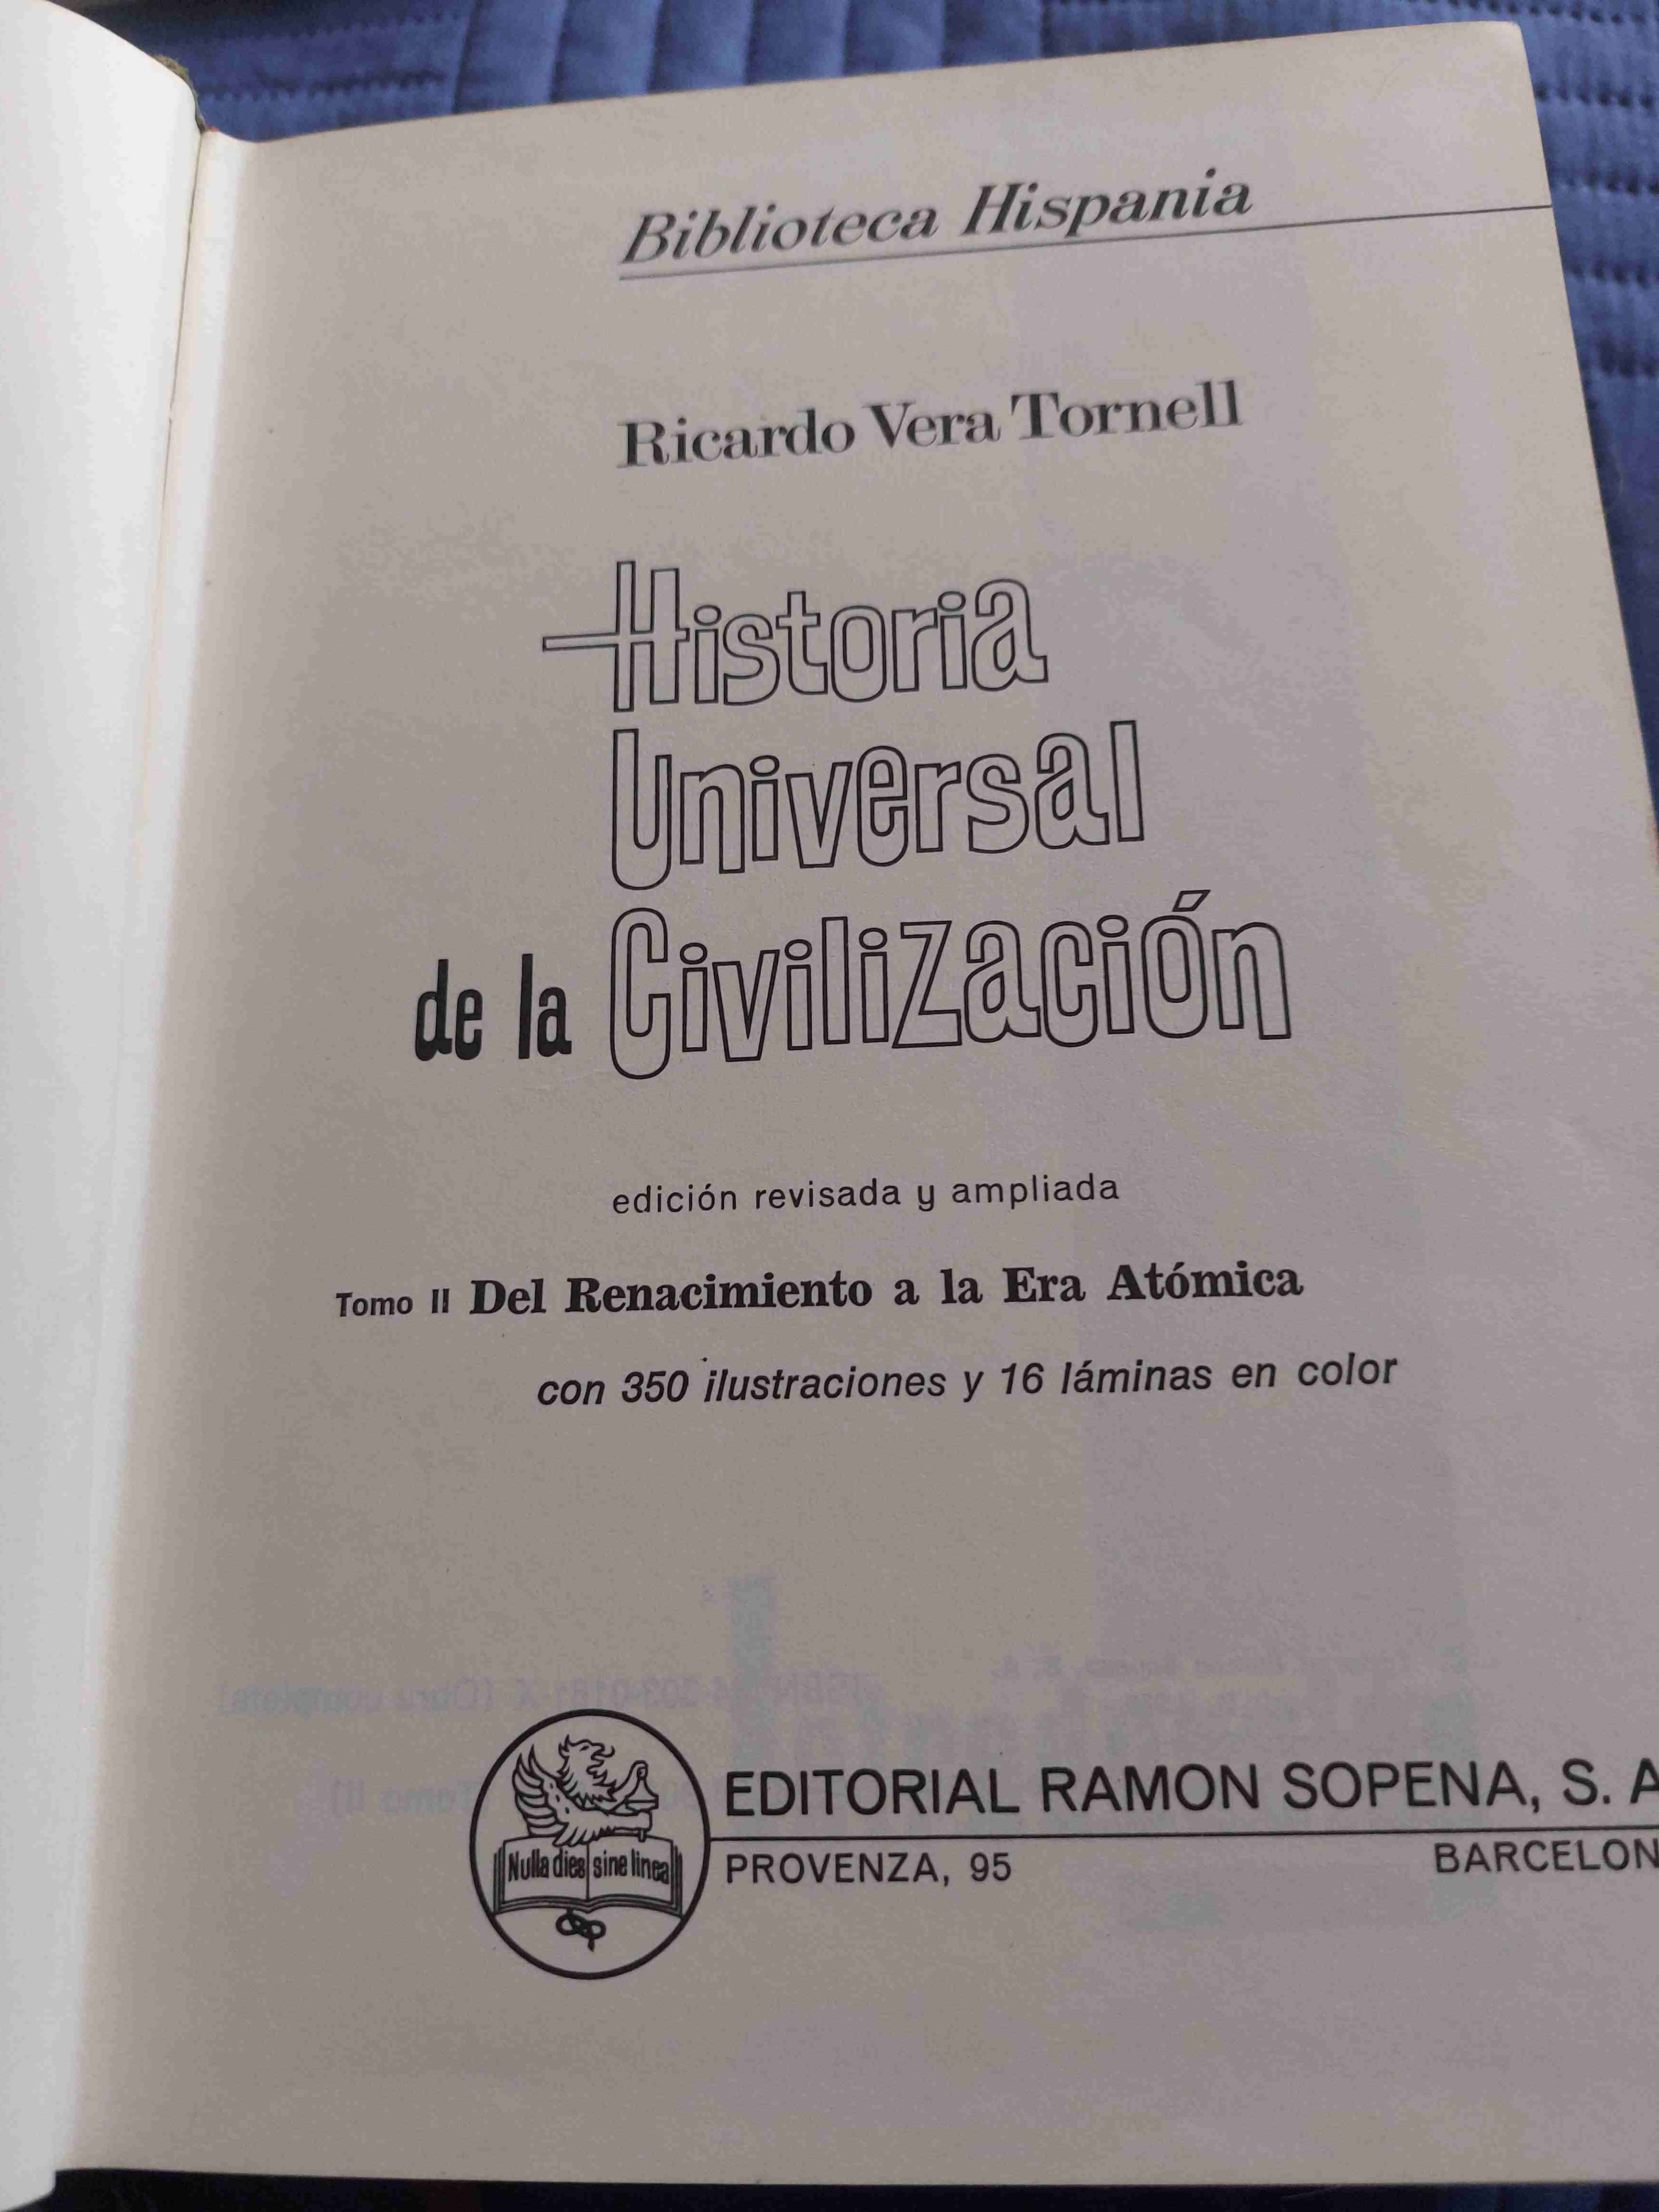 Biblioteca Hispania
Ricardo Vera Tornell
Historia
Universal
de la Civilización
edición revisada y ampliada
Tomo II Del Renacimiento a la Era Atómica
con 350 ilustraciones y 16 láminas en color
Nulla dies sine linea
EDITORIAL RAMON SOPENA, S. A
PROVENZA, 95
BARCELON